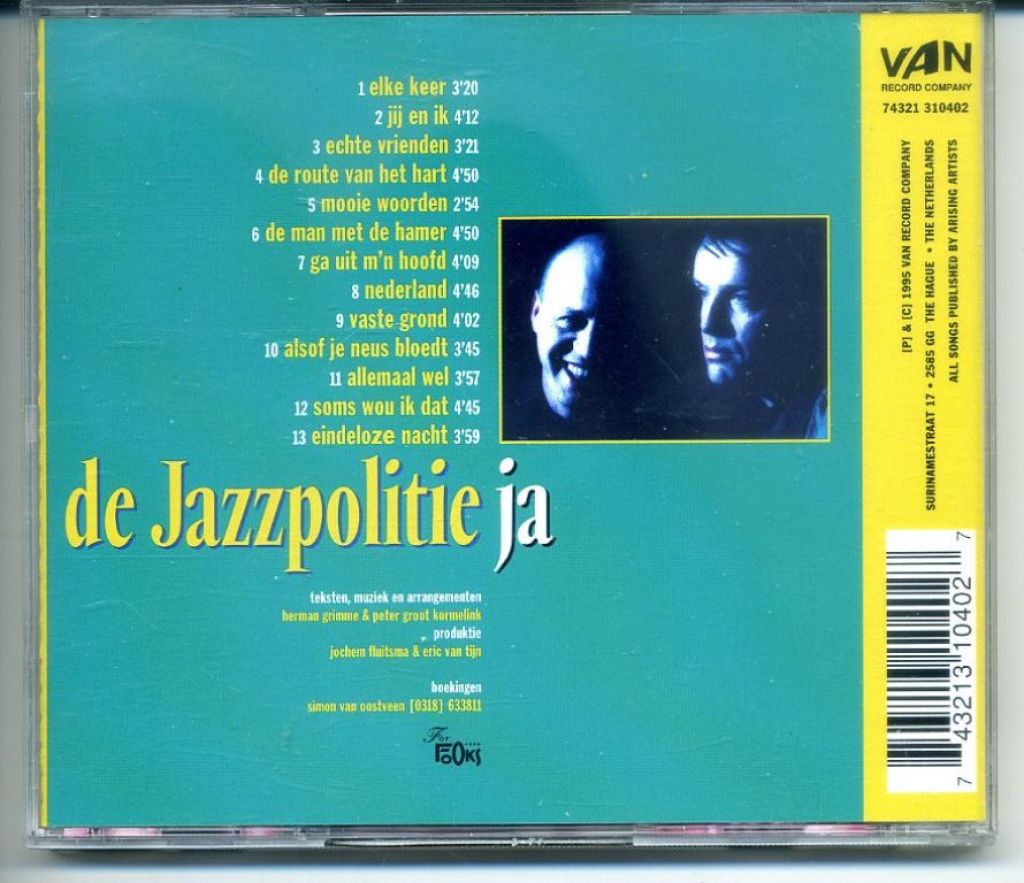 1 elke keer 3'20
2 jij en ik 4'12
3 echte vrienden 3'21
4 de route van het hart 4'50
5 mooie woorden 2'54
6 de man met de hamer 4'50
7 ga uit m'n hoofd 4'09
8 nederland 4'46
9 vaste grond 4'02
10 alsof je neus bloedt 3'45
11 allemaal wel 3'57
12 soms wou ik dat 4'45
13 eindeloze nacht 3'59
de Jazzpolitie ja
teksten, muziek en arrangementen
herman grimme & peter groot kormelink
produktie
jochem fluitsma & eric van tijn
boekingen
simon van oostveen [0318] 633811
For
FOOKS
VAN
RECORD COMPANY
74321 310402
[P] & [C] 1995 VAN RECORD COMPANY
SURINAMESTRAAT 17 • 2585 GG THE HAGUE • THE NETHERLANDS
ALL SONGS PUBLISHED BY ARISING ARTISTS
7 43213 10402 7